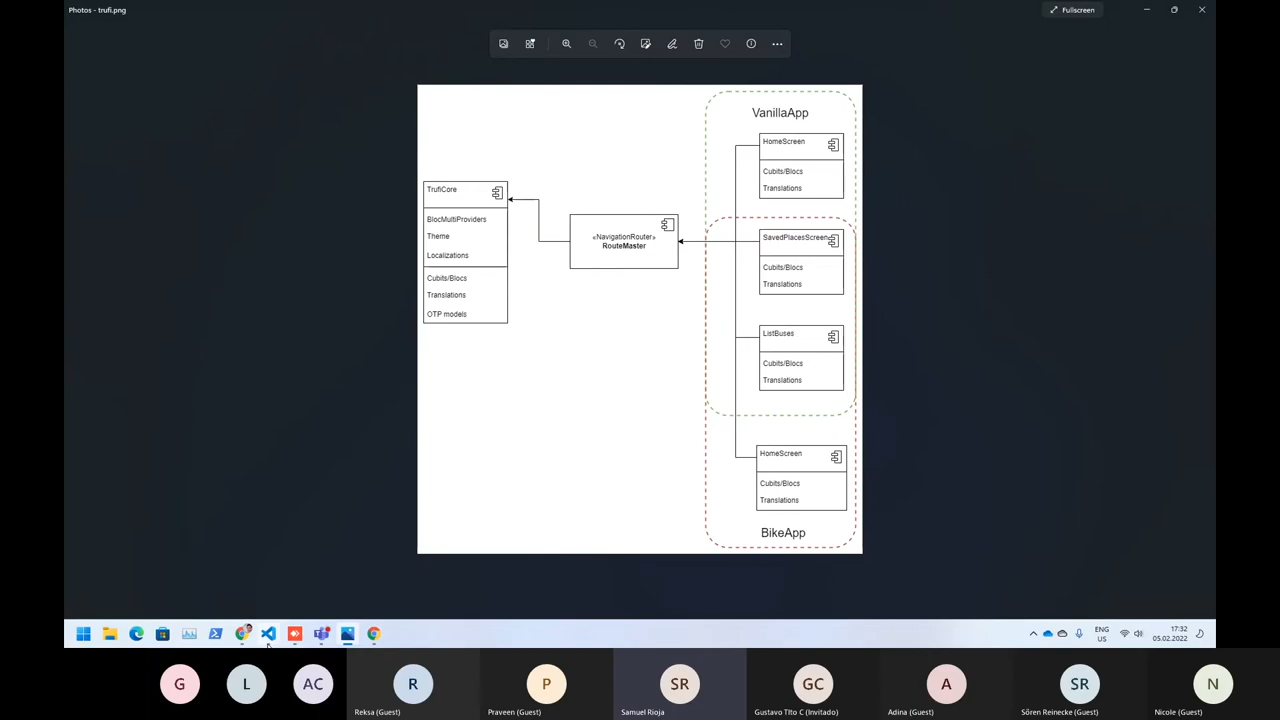 Photos - trufi.png
Fullscreen
VanillaApp
HomeScreen
Cubits/Blocs
Translations
TrufiCore
BlocMultiProviders
Theme
Localizations
Cubits/Blocs
Translations
OTP models
«NavigationRouter»
RouteMaster
SavedPlacesScreen
Cubits/Blocs
Translations
ListBuses
Cubits/Blocs
Translations
HomeScreen
Cubits/Blocs
Translations
BikeApp
ENG
US
17:32
05.02.2022
G
L
AC
R
P
SR
GC
A
SR
N
Reksa (Guest)
Praveen (Guest)
Samuel Rioja
Gustavo TIto C (Invitado)
Adina (Guest)
Sören Reinecke (Guest)
Nicole (Guest)